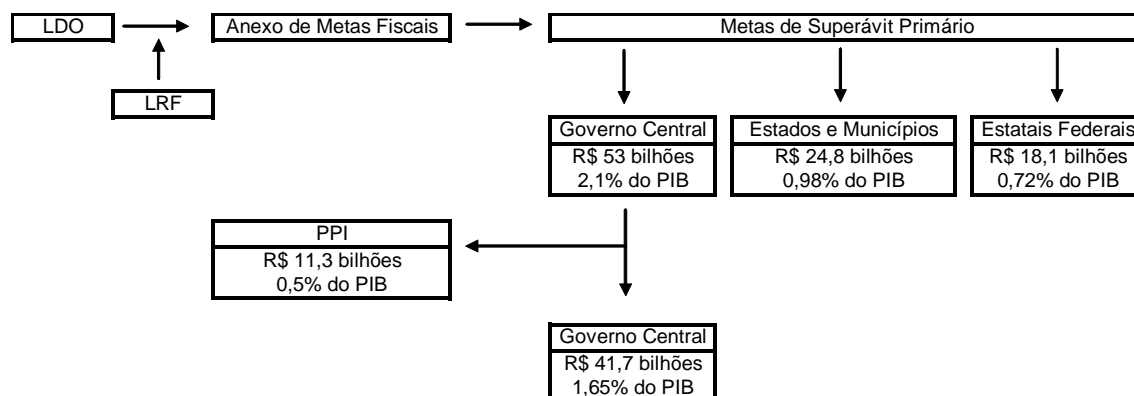 LDO
Anexo de Metas Fiscais
Metas de Superávit Primário
LRF
Governo Central
R$ 53 bilhões
2,1% do PIB
Estados e Municípios
R$ 24,8 bilhões
0,98% do PIB
Estatais Federais
R$ 18,1 bilhões
0,72% do PIB
PPI
R$ 11,3 bilhões
0,5% do PIB
Governo Central
R$ 41,7 bilhões
1,65% do PIB